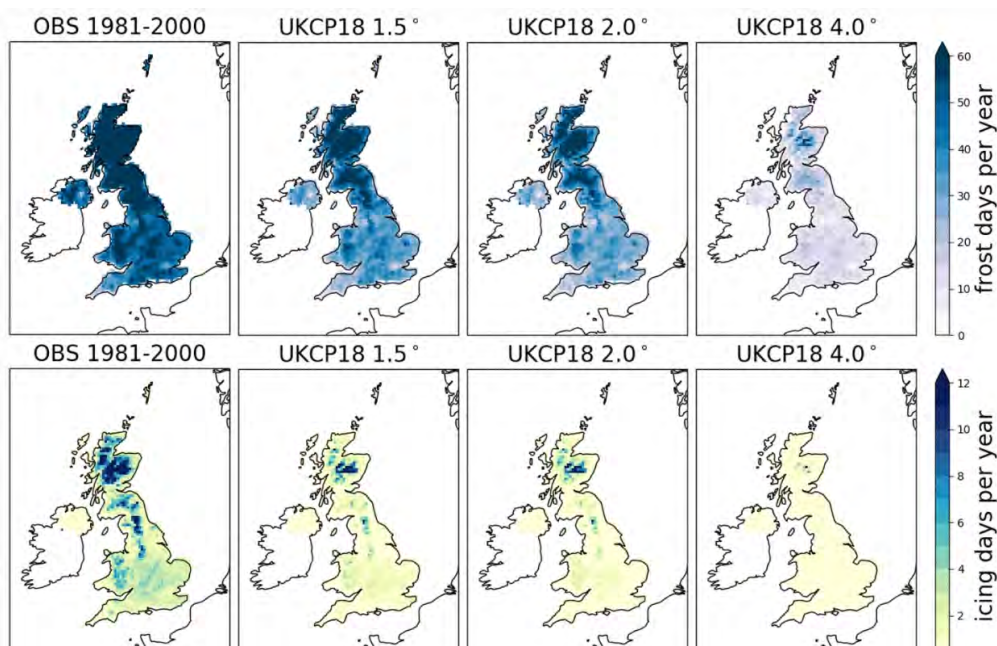 OBS 1981-2000
UKCP18 1.5°
UKCP18 2.0°
UKCP18 4.0°
60
50
40
30
20
10
0
frost days per year
OBS 1981-2000
UKCP18 1.5°
UKCP18 2.0°
UKCP18 4.0°
12
10
8
6
4
2
icing days per year